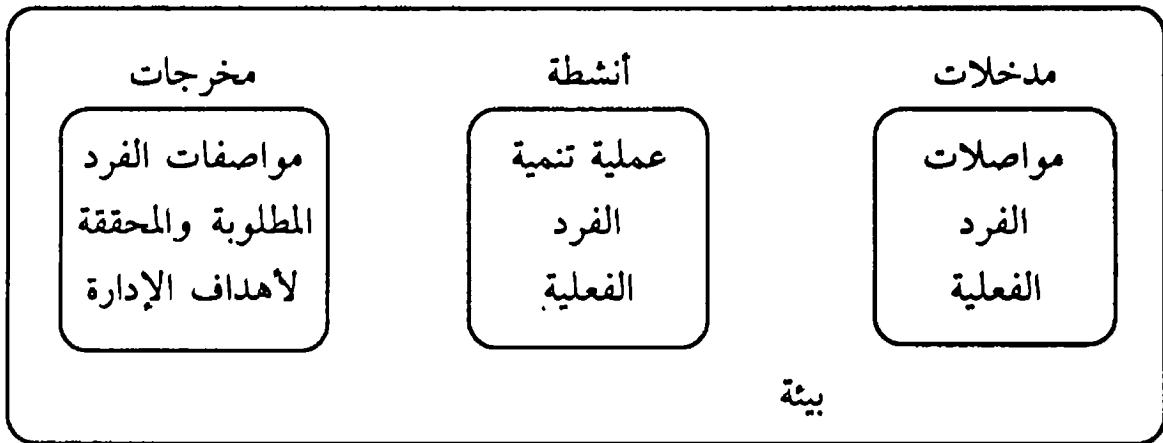 مدخلات
مواصلات
الفرد
الفعلية
أنشطة
عملية تنمية
الفرد
الفعلية
مخرجات
مواصفات الفرد
المطلوبة والمحققة
لأهداف الإدارة
بيئة